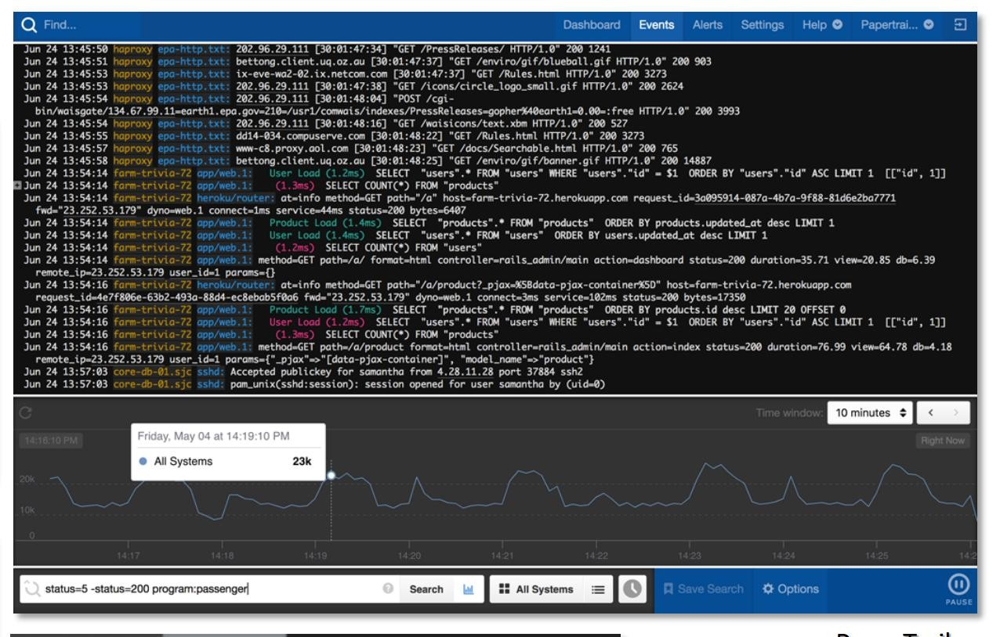 Find...
Dashboard Events Alerts Settings Help Papertrai...
Jun 24 13:45:50 haproxy epa-http.txt: 202.96.29.111 [30:01:47:34] "GET /PressReleases/ HTTP/1.0" 200 1241
Jun 24 13:45:51 haproxy epa-http.txt: bettong.client.uq.oz.au [30:01:47:37] "GET /enviro/gif/blueball.gif HTTP/1.0" 200 903
Jun 24 13:45:53 haproxy epa-http.txt: ix-eve-wa2-02.ix.netcom.com [30:01:47:37] "GET /Rules.html HTTP/1.0" 200 3273
Jun 24 13:45:53 haproxy epa-http.txt: 202.96.29.111 [30:01:47:38] "GET /icons/circle_logo_small.gif HTTP/1.0" 200 2624
Jun 24 13:45:54 haproxy epa-http.txt: 202.96.29.111 [30:01:48:04] "POST /cgi-
bin/waisgate/134.67.99.11=earth1.epa.gov=210=/usr1/comwais/indexes/PressReleases=gopher%40earth1=0.00=:free HTTP/1.0" 200 3993
Jun 24 13:45:54 haproxy epa-http.txt: 202.96.29.111 [30:01:48:16] "GET /waisicons/text.xbm HTTP/1.0" 200 527
Jun 24 13:45:55 haproxy epa-http.txt: dd14-034.compuserve.com [30:01:48:22] "GET /Rules.html HTTP/1.0" 200 3273
Jun 24 13:45:57 haproxy epa-http.txt: www-c8.proxy.aol.com [30:01:48:23] "GET /docs/Searchable.html HTTP/1.0" 200 765
Jun 24 13:45:58 haproxy epa-http.txt: bettong.client.uq.oz.au [30:01:48:25] "GET /enviro/gif/banner.gif HTTP/1.0" 200 14887
Jun 24 13:54:14 farm-trivia-72 app/web.1: User Load (1.2ms) SELECT "users".* FROM "users" WHERE "users"."id" = $1 ORDER BY "users"."id" ASC LIMIT 1 [["id", 1]]
Jun 24 13:54:14 farm-trivia-72 app/web.1: (1.3ms) SELECT COUNT(*) FROM "products"
Jun 24 13:54:14 farm-trivia-72 heroku/router: at=info method=GET path="/a" host=farm-trivia-72.herokuapp.com request_id=3a095914-087a-4b7a-9f88-81d6e2ba7771
fwd="23.252.53.179" dyno=web.1 connect=1ms service=44ms status=200 bytes=6407
Jun 24 13:54:14 farm-trivia-72 app/web.1: Product Load (1.4ms) SELECT "products".* FROM "products" ORDER BY products.updated_at desc LIMIT 1
Jun 24 13:54:14 farm-trivia-72 app/web.1: User Load (1.4ms) SELECT "users".* FROM "users" ORDER BY users.updated_at desc LIMIT 1
Jun 24 13:54:14 farm-trivia-72 app/web.1: (1.2ms) SELECT COUNT(*) FROM "users"
Jun 24 13:54:14 farm-trivia-72 app/web.1: method=GET path=/a/ format=html controller=rails_admin/main action=dashboard status=200 duration=35.71 view=20.85 db=6.39
remote_ip=23.252.53.179 user_id=1 params={}
Jun 24 13:54:16 farm-trivia-72 heroku/router: at=info method=GET path="/a/product?_pjax=%5Bdata-pjax-container%5D" host=farm-trivia-72.herokuapp.com
request_id=4e7f806e-63b2-493a-88d4-ec8ebab5f0a6 fwd="23.252.53.179" dyno=web.1 connect=3ms service=102ms status=200 bytes=17350
Jun 24 13:54:16 farm-trivia-72 app/web.1: Product Load (1.7ms) SELECT "products".* FROM "products" ORDER BY products.id desc LIMIT 20 OFFSET 0
Jun 24 13:54:16 farm-trivia-72 app/web.1: User Load (1.2ms) SELECT "users".* FROM "users" WHERE "users"."id" = $1 ORDER BY "users"."id" ASC LIMIT 1 [["id", 1]]
Jun 24 13:54:16 farm-trivia-72 app/web.1: (1.3ms) SELECT COUNT(*) FROM "products"
Jun 24 13:54:16 farm-trivia-72 app/web.1: method=GET path=/a/product format=html controller=rails_admin/main action=index status=200 duration=76.99 view=64.78 db=4.18
remote_ip=23.252.53.179 user_id=1 params={"_pjax"=>"[data-pjax-container]", "model_name"=>"product"}
Jun 24 13:57:03 core-db-01.sjc sshd: Accepted publickey for samantha from 4.28.11.28 port 37884 ssh2
Jun 24 13:57:03 core-db-01.sjc sshd: pam_unix(sshd:session): session opened for user samantha by (uid=0)
Time window: 10 minutes
14:16:10 PM
Friday, May 04 at 14:19:10 PM
Right Now
All Systems 23k
20k
10k
0
14:17 14:18 14:19 14:20 14:21 14:22 14:23 14:24 14:25
status=5 -status=200 program:passenger
Search
All Systems
Save Search
Options
PAUSE